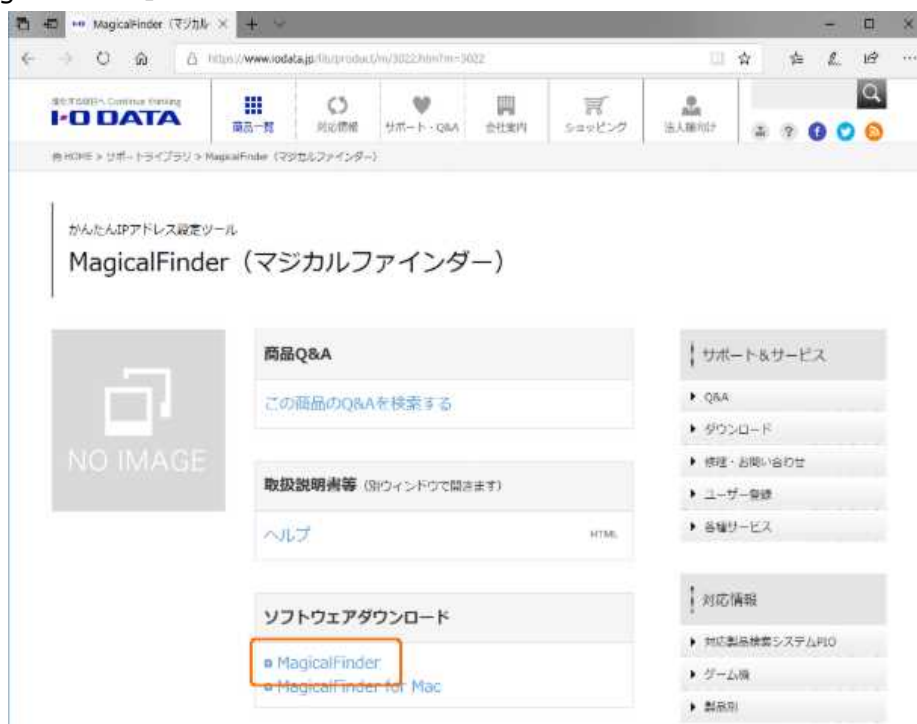 MagicalFinder (マジカル
https://www.iodata.jp/lib/product/m/3022.htm?m=3022
進化する明日へ Continue thinking
I-O DATA
商品一覧
対応情報
サポート・Q&A
会社案内
ショッピング
法人様向け
HOME > サポートライブラリ > MagicalFinder（マジカルファインダー）
かんたんIPアドレス設定ツール
MagicalFinder（マジカルファインダー）
NO IMAGE
商品Q&A
この商品のQ&Aを検索する
取扱説明書等（別ウィンドウで開きます）
ヘルプ HTML
ソフトウェアダウンロード
MagicalFinder
MagicalFinder for Mac
サポート&サービス
Q&A
ダウンロード
修理・お問い合わせ
ユーザー登録
各種サービス
対応情報
対応製品検索システムPIO
ゲーム機
製品別